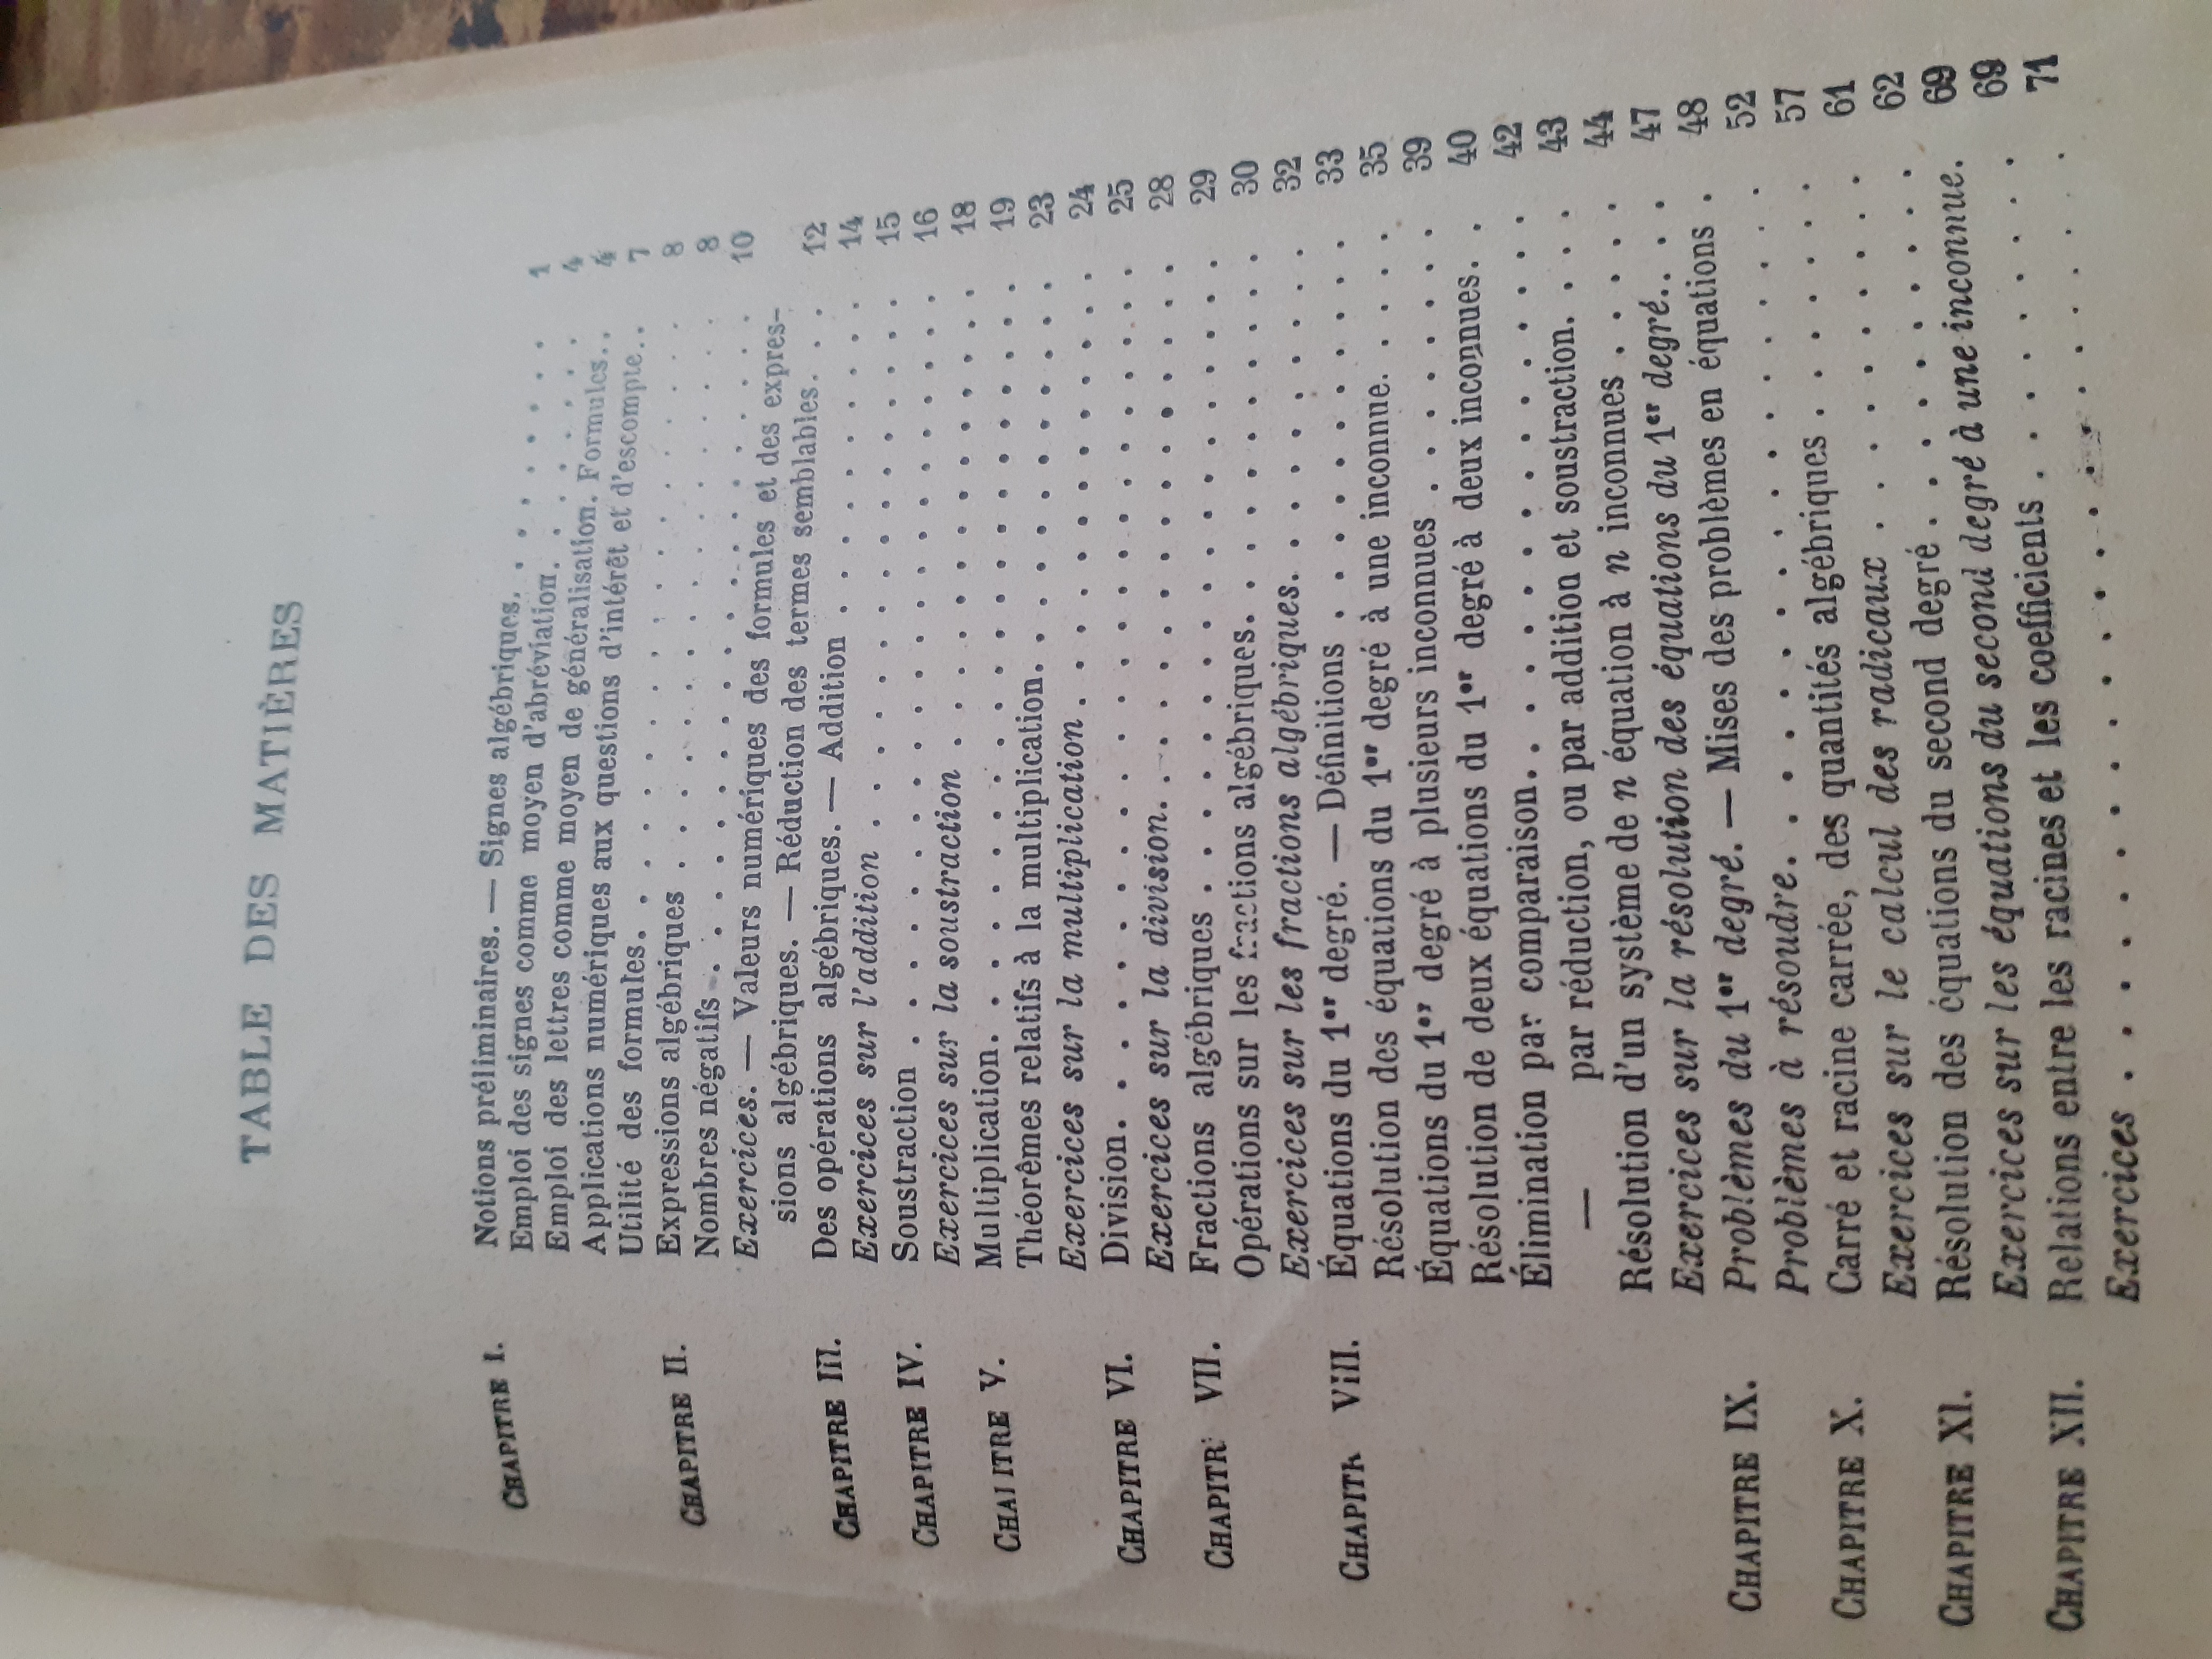 TABLE DES MATIÈRES
CHAPITRE I. Notions préliminaires. — Signes algébriques. . . . . . . . 1
Emploi des signes comme moyen d'abréviation. . . . . . . 4
Emploi des lettres comme moyen de généralisation. Formules. . 4
Applications numériques aux questions d'intérêt et d'escompte. . 7
Utilité des formules. . . . . . . . . . . . . . . 8
CHAPITRE II. Expressions algébriques . . . . . . . . . . . . . 8
Nombres négatifs . . . . . . . . . . . . . . . 10
Exercices. — Valeurs numériques des formules et des expres-
sions algébriques. — Réduction des termes semblables. . . 12
CHAPITRE III. Des opérations algébriques. — Addition . . . . . . . . 14
Exercices sur l'addition . . . . . . . . . . . . . 15
CHAPITRE IV. Soustraction . . . . . . . . . . . . . . . . . 16
Exercices sur la soustraction . . . . . . . . . . . 18
CHAPITRE V. Multiplication. . . . . . . . . . . . . . . . . 19
Théorèmes relatifs à la multiplication. . . . . . . . . 23
Exercices sur la multiplication . . . . . . . . . . 24
CHAPITRE VI. Division. . . . . . . . . . . . . . . . . . 25
Exercices sur la division. . . . . . . . . . . . . 28
CHAPITRE VII. Fractions algébriques . . . . . . . . . . . . . 29
Opérations sur les fractions algébriques. . . . . . . . 30
Exercices sur les fractions algébriques. . . . . . . . 32
CHAPITRE VIII. Équations du 1er degré. — Définitions . . . . . . . . 33
Résolution des équations du 1er degré à une inconnue. . . . 35
Équations du 1er degré à plusieurs inconnues . . . . . . 39
Résolution de deux équations du 1er degré à deux inconnues. . 40
Élimination par comparaison. . . . . . . . . . . . 42
— par réduction, ou par addition et soustraction. . . . 43
Résolution d'un système de n équation à n inconnues . . . . 44
Exercices sur la résolution des équations du 1er degré. . . . 47
CHAPITRE IX. Problèmes du 1er degré. — Mises des problèmes en équations . 48
Problèmes à résoudre. . . . . . . . . . . . . . . 52
CHAPITRE X. Carré et racine carrée, des quantités algébriques . . . . . . 57
Exercices sur le calcul des radicaux . . . . . . . . 61
CHAPITRE XI. Résolution des équations du second degré . . . . . . . . 62
Exercices sur les équations du second degré à une inconnue. 69
CHAPITRE XII. Relations entre les racines et les coefficients . . . . . . . 69
Exercices . . . . . . . . . . . . . . . . . . . 71